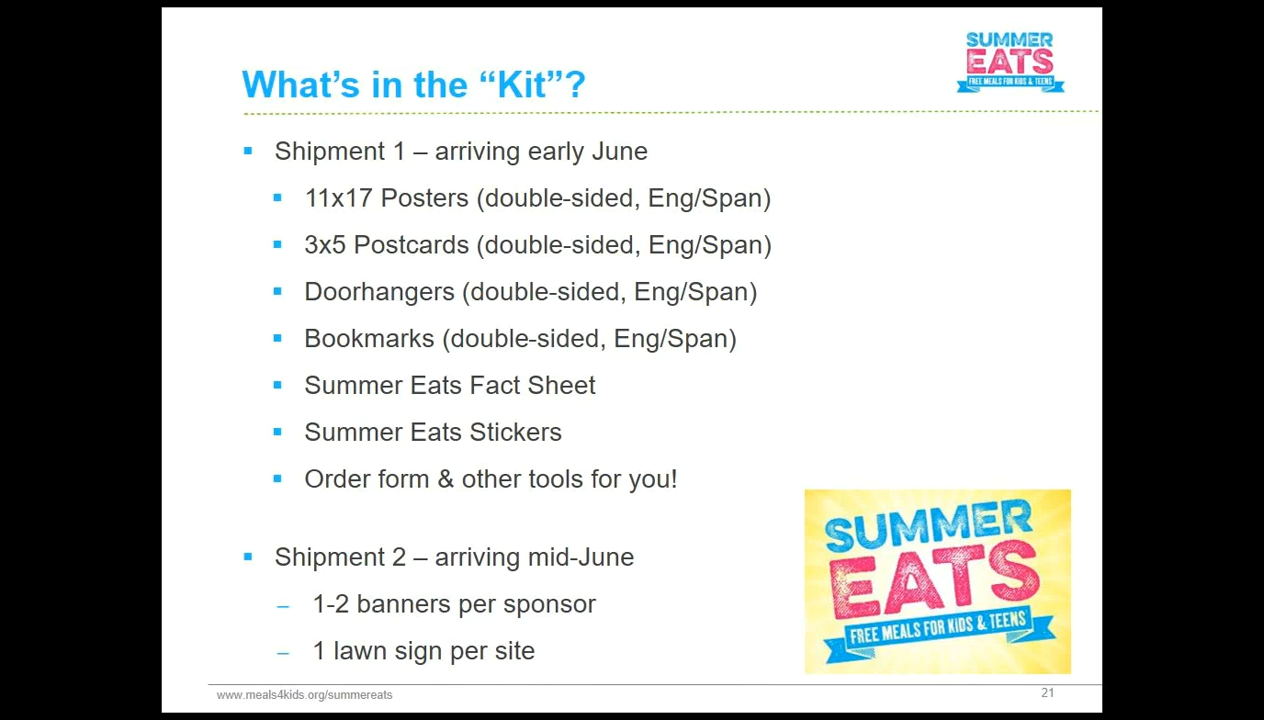 SUMMER
EATS
FREE MEALS FOR KIDS & TEENS
What's in the “Kit”?
Shipment 1 – arriving early June
11x17 Posters (double-sided, Eng/Span)
3x5 Postcards (double-sided, Eng/Span)
Doorhangers (double-sided, Eng/Span)
Bookmarks (double-sided, Eng/Span)
Summer Eats Fact Sheet
Summer Eats Stickers
Order form & other tools for you!
Shipment 2 – arriving mid-June
– 1-2 banners per sponsor
– 1 lawn sign per site
SUMMER
EATS
FREE MEALS FOR KIDS & TEENS
www.meals4kids.org/summereats
21